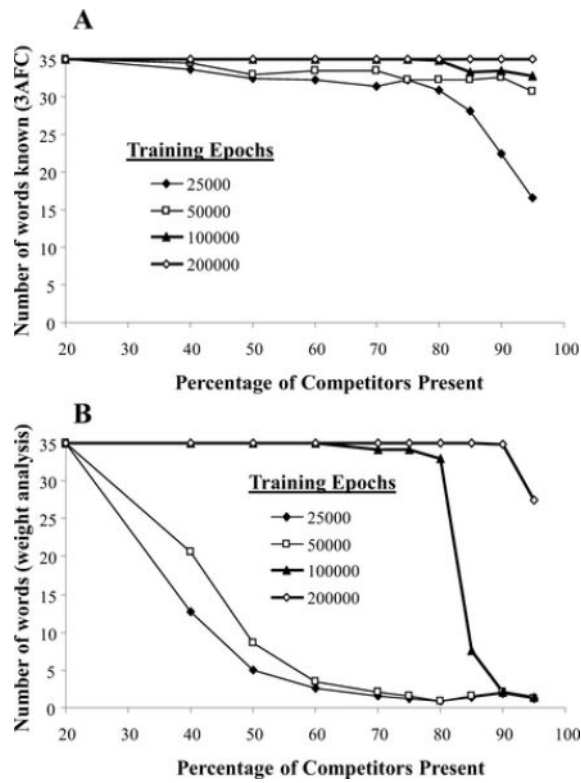 A
Number of words known (3AFC)
40
35
30
25
20
15
10
5
0
Training Epochs
25000
50000
100000
200000
20 30 40 50 60 70 80 90 100
Percentage of Competitors Present
B
Number of words (weight analysis)
40
35
30
25
20
15
10
5
0
Training Epochs
25000
50000
100000
200000
20 30 40 50 60 70 80 90 100
Percentage of Competitors Present